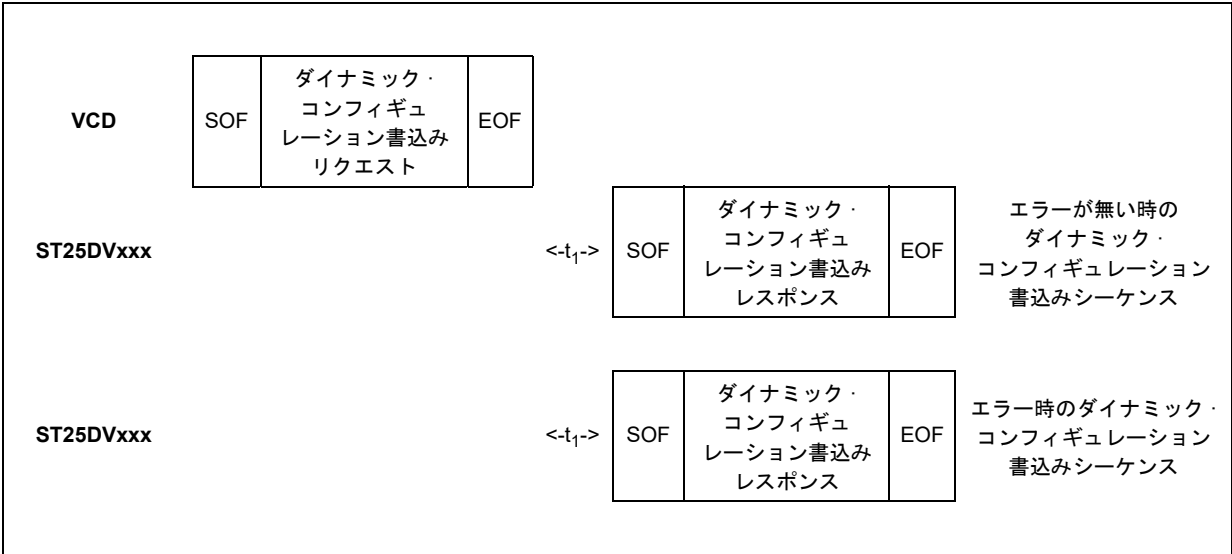 VCD
SOF
ダイナミック・
コンフィギュ
レーション書込み
リクエスト
EOF
ST25DVxxx
<-t₁->
SOF
ダイナミック・
コンフィギュ
レーション書込み
レスポンス
EOF
エラーが無い時の
ダイナミック・
コンフィギュレーション
書込みシーケンス
ST25DVxxx
<-t₁->
SOF
ダイナミック・
コンフィギュ
レーション書込み
レスポンス
EOF
エラー時のダイナミック・
コンフィギュレーション
書込みシーケンス